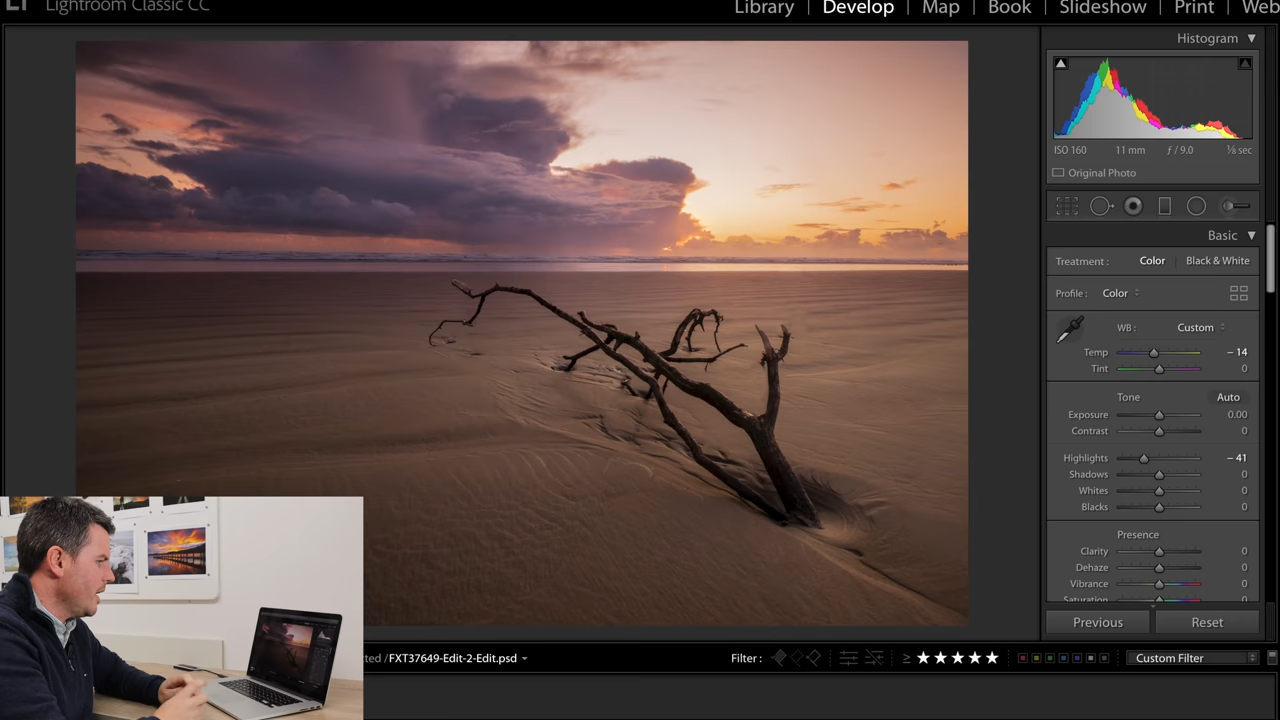 Lightroom Classic CC
Library | Develop | Map | Book | Slideshow | Print | Web
Histogram
ISO 160 11 mm ƒ / 9.0 ⅛ sec
Original Photo
Basic
Treatment : Color Black & White
Profile : Color
WB : Custom
Temp – 14
Tint 0
Tone Auto
Exposure 0.00
Contrast 0
Highlights – 41
Shadows 0
Whites 0
Blacks 0
Presence
Clarity 0
Dehaze 0
Vibrance 0
Saturation
Previous Reset
/FXT37649-Edit-2-Edit.psd
Filter : ≥ ★★★★★ Custom Filter